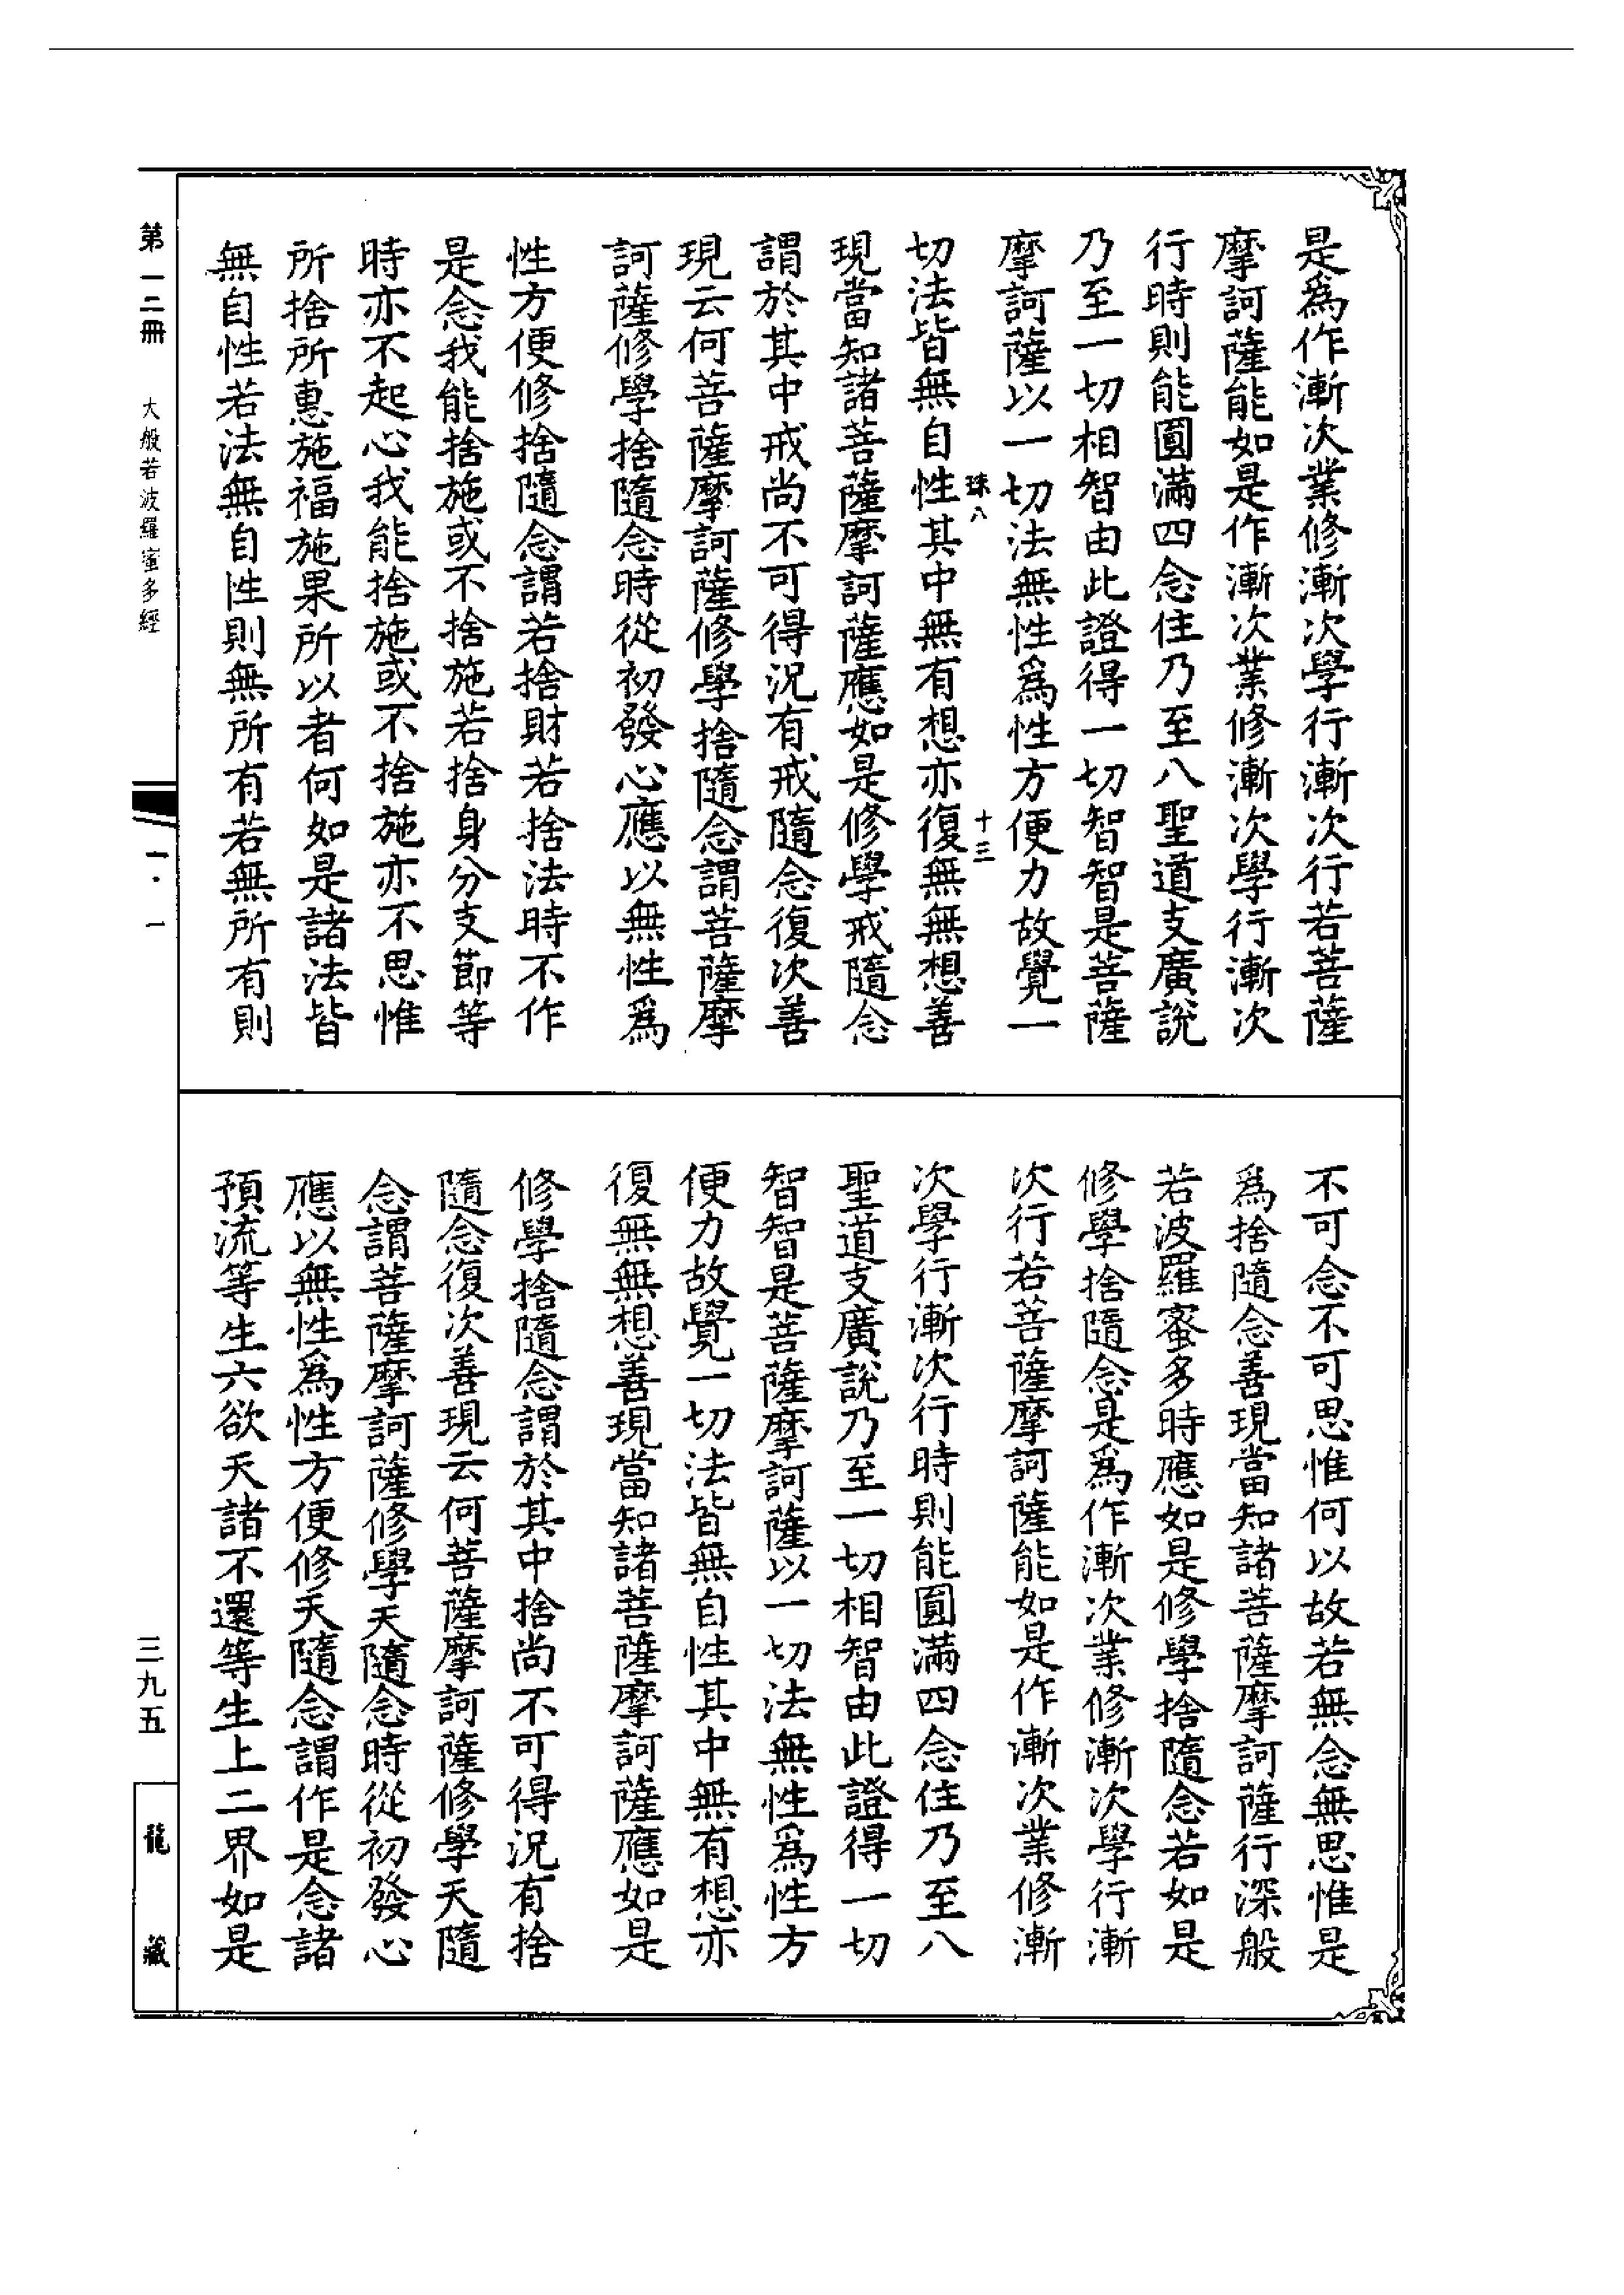 是爲作漸次業修漸次學行漸次行若菩薩
摩訶薩能如是作漸次業修漸次學行漸次
行時則能圓滿四念住乃至八聖道支廣說
乃至一切相智由此證得一切智智是菩薩
摩訶薩以一切法無性爲性方便力故覺一
珠八
十三
切法皆無自性其中無有想亦復無無想善
現當知諸菩薩摩訶薩應如是修學戒隨念
謂於其中戒尚不可得況有戒隨念復次善
現云何菩薩摩訶薩修學捨隨念謂菩薩摩
訶薩修學捨隨念時從初發心應以無性爲
性方便修捨隨念謂若捨財若捨法時不作
是念我能捨施或不捨施若捨身分支節等
時亦不起心我能捨施或不捨施亦不思惟
所捨所惠施福施果所以者何如是諸法皆
無自性若法無自性則無所有若無所有則
不可念不可思惟何以故若無念無思惟是
爲捨隨念善現當知諸菩薩摩訶薩行深般
若波羅蜜多時應如是修學捨隨念若如是
修學捨隨念是爲作漸次業修漸次學行漸
次行若菩薩摩訶薩能如是作漸次業修漸
次學行漸次行時則能圓滿四念住乃至八
聖道支廣說乃至一切相智由此證得一切
智智是菩薩摩訶薩以一切法無性爲性方
便力故覺一切法皆無自性其中無有想亦
復無無想善現當知諸菩薩摩訶薩應如是
修學捨隨念謂於其中捨尚不可得況有捨
隨念復次善現云何菩薩摩訶薩修學天隨
念謂菩薩摩訶薩修學天隨念時從初發心
應以無性爲性方便修天隨念謂作是念諸
預流等生六欲天諸不還等生上二界如是
第一二冊
大般若波羅蜜多經
一·一
三九五
龍藏